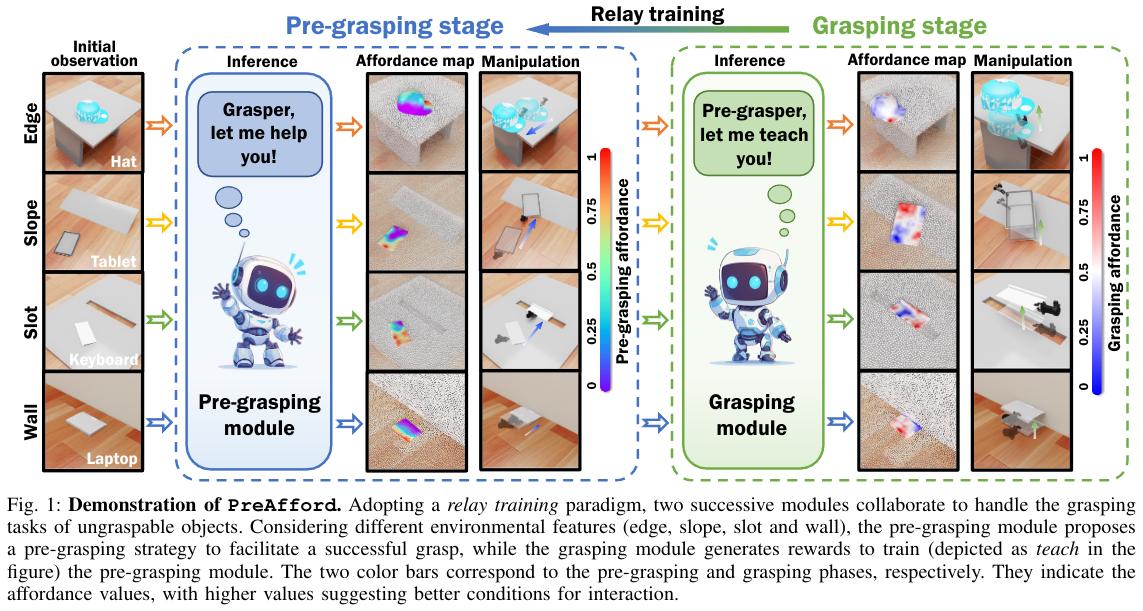 Relay training
Pre-grasping stage
Grasping stage
Initial
observation
Inference
Affordance map
Manipulation
Inference
Affordance map
Manipulation
Edge
Hat
Slope
Tablet
Slot
Keyboard
Wall
Laptop
Grasper,
let me help
you!
Pre-grasping
module
1
0.75
0.5
0.25
0
Pre-grasping affordance
Pre-grasper,
let me teach
you!
Grasping
module
1
0.75
0.5
0.25
0
Grasping affordance
Fig. 1: Demonstration of PreAfford. Adopting a relay training paradigm, two successive modules collaborate to handle the grasping
tasks of ungraspable objects. Considering different environmental features (edge, slope, slot and wall), the pre-grasping module proposes
a pre-grasping strategy to facilitate a successful grasp, while the grasping module generates rewards to train (depicted as teach in the
figure) the pre-grasping module. The two color bars correspond to the pre-grasping and grasping phases, respectively. They indicate the
affordance values, with higher values suggesting better conditions for interaction.